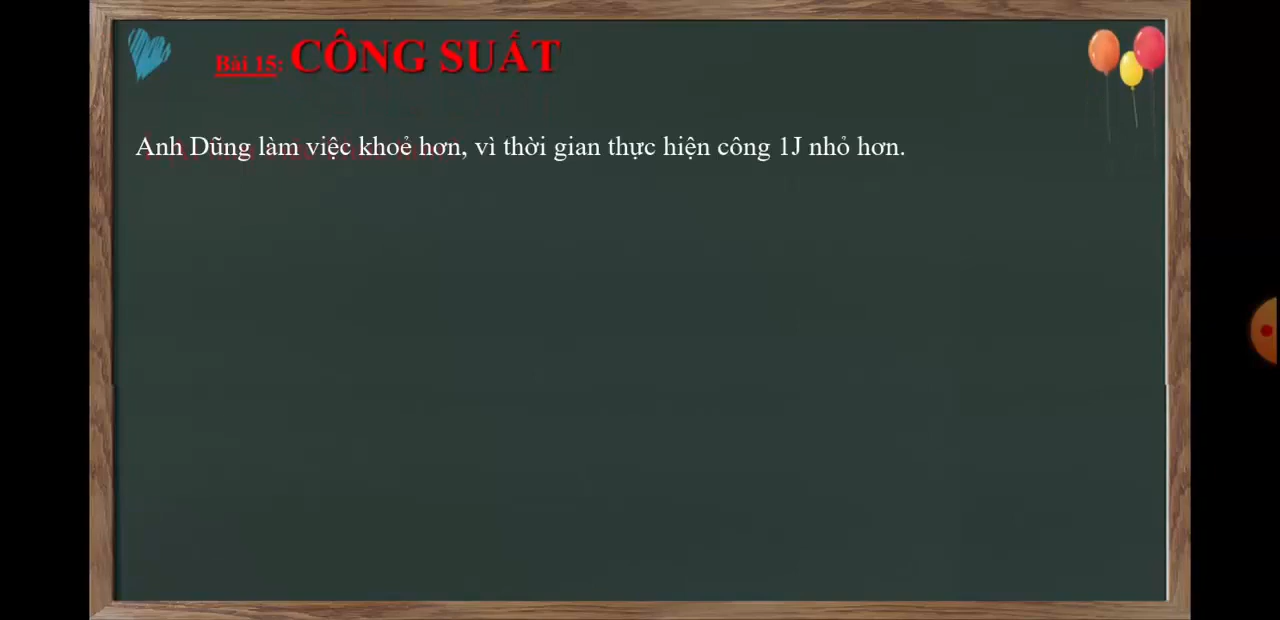 Bài 15: CÔNG SUẤT
Anh Dũng làm việc khoẻ hơn, vì thời gian thực hiện công 1J nhỏ hơn.